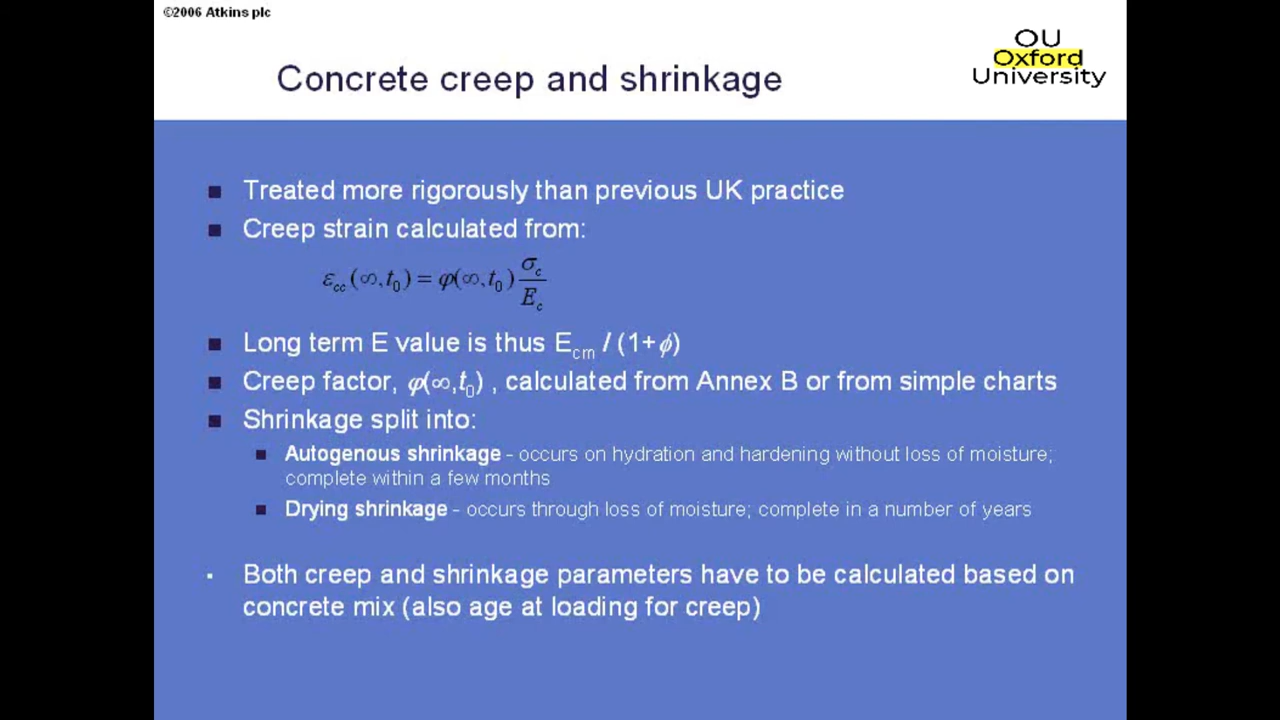 ©2006 Atkins plc
OU
Oxford
University
Concrete creep and shrinkage
Treated more rigorously than previous UK practice
Creep strain calculated from:
ε_cc (∞,t_0) = φ(∞,t_0) σ_c / E_c
Long term E value is thus E_cm / (1+ϕ)
Creep factor, φ(∞,t_0) , calculated from Annex B or from simple charts
Shrinkage split into:
Autogenous shrinkage - occurs on hydration and hardening without loss of moisture;
complete within a few months
Drying shrinkage - occurs through loss of moisture; complete in a number of years
Both creep and shrinkage parameters have to be calculated based on
concrete mix (also age at loading for creep)